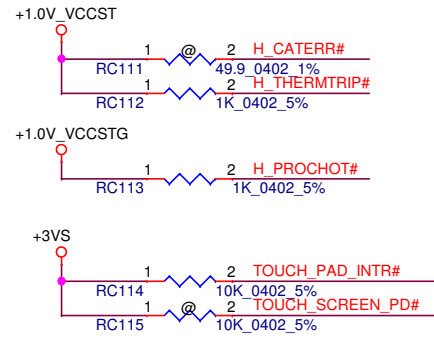 +1.0V_VCCST
1 @ 2 H_CATERR#
RC111 49.9_0402_1%
1 2 H_THERMTRIP#
RC112 1K_0402_5%
+1.0V_VCCSTG
1 2 H_PROCHOT#
RC113 1K_0402_5%
+3VS
1 2 TOUCH_PAD_INTR#
RC114 10K_0402_5%
1 @ 2 TOUCH_SCREEN_PD#
RC115 10K_0402_5%